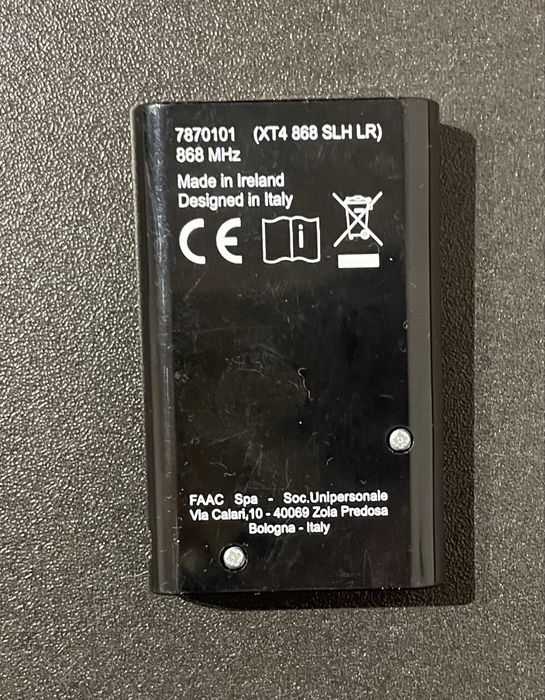 7870101 (XT4 868 SLH LR)
868 MHz
Made in Ireland
Designed in Italy
CE i
FAAC Spa - Soc.Unipersonale
Via Calari,10 - 40069 Zola Predosa
Bologna - Italy